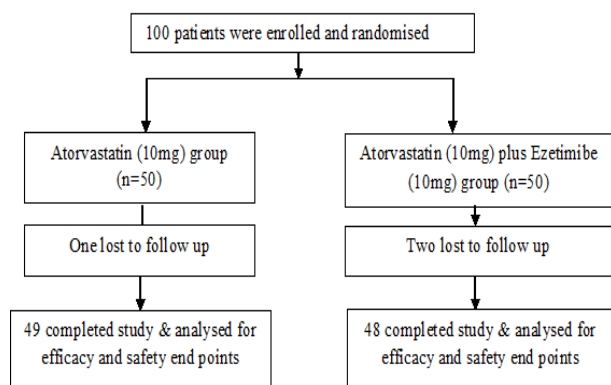 100 patients were enrolled and randomised
Atorvastatin (10mg) group
(n=50)
Atorvastatin (10mg) plus Ezetimibe
(10mg) group (n=50)
One lost to follow up
Two lost to follow up
49 completed study & analysed for
efficacy and safety end points
48 completed study & analysed for
efficacy and safety end points